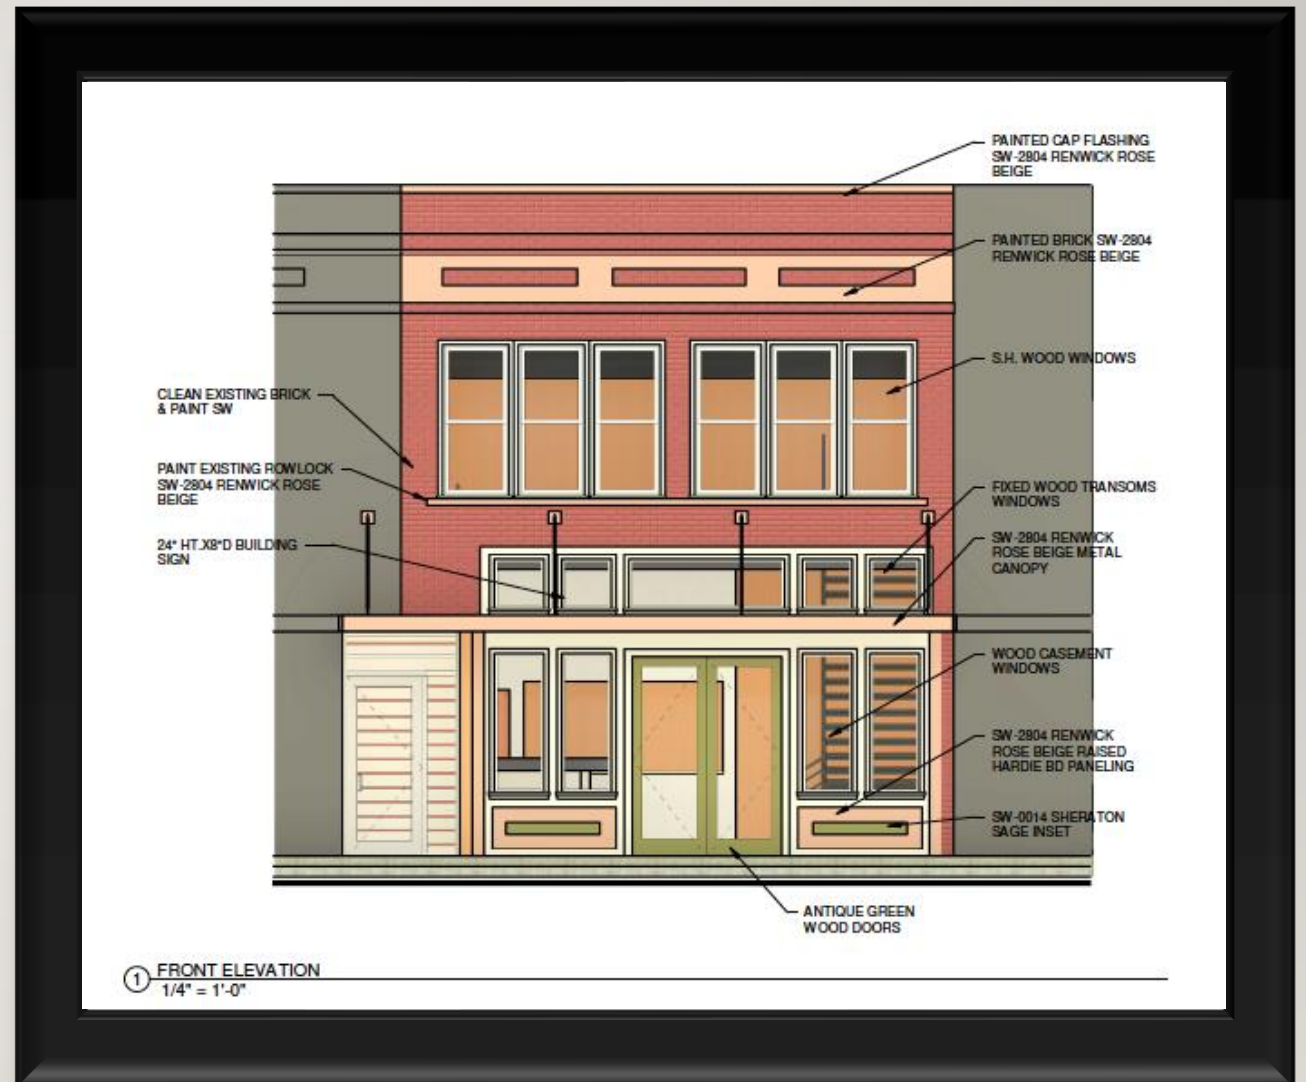 PAINTED CAP FLASHING
SW-2804 RENWICK ROSE
BEIGE
PAINTED BRICK SW-2804
RENWICK ROSE BEIGE
S.H. WOOD WINDOWS
CLEAN EXISTING BRICK
& PAINT SW
PAINT EXISTING ROWLOCK
SW-2804 RENWICK ROSE
BEIGE
FIXED WOOD TRANSOMS
WINDOWS
24" HT.X8"D BUILDING
SIGN
SW-2804 RENWICK
ROSE BEIGE METAL
CANOPY
WOOD CASEMENT
WINDOWS
SW-2804 RENWICK
ROSE BEIGE RAISED
HARDIE BD PANELING
SW-0014 SHERATON
SAGE INSET
ANTIQUE GREEN
WOOD DOORS
1 FRONT ELEVATION
1/4" = 1'-0"